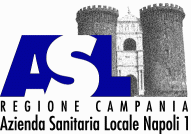 ASL
REGIONE CAMPANIA
Azienda Sanitaria Locale Napoli 1